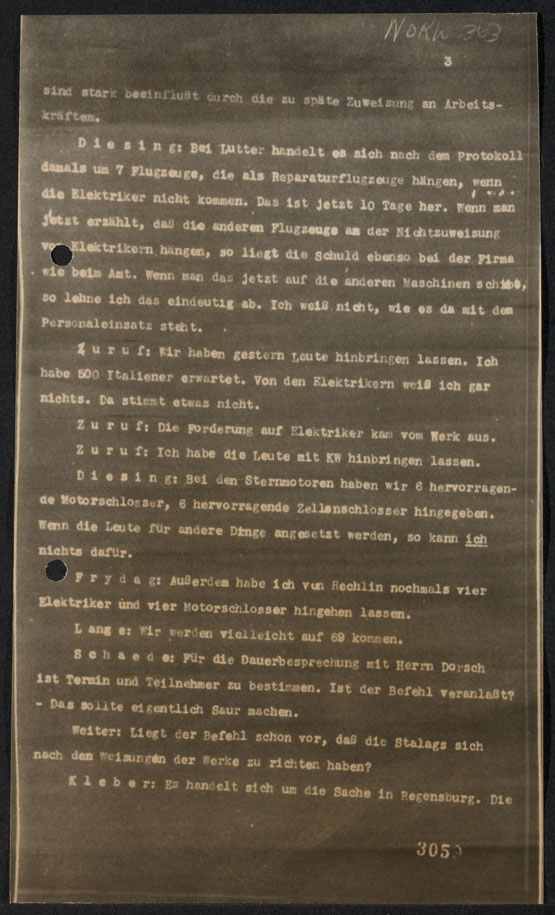 NOKW 363
3
sind stark beeinflußt durch die zu späte Zuweisung an Arbeits-
kräften.
D i e s i n g: Bei Lutter handelt es sich nach dem Protokoll
damals um 7 Flugzeuge, die als Reparaturflugzeuge hängen, wenn
die Elektriker nicht kommen. Das ist jetzt 10 Tage her. Wenn man
jetzt erzählt, daß die anderen Flugzeuge an der Nichtzuweisung
von Elektrikern hängen, so liegt die Schuld ebenso bei der Firma
wie beim Amt. Wenn man das jetzt auf die anderen Maschinen schibt,
so lehne ich das eindeutig ab. Ich weiß nicht, wie es da mit dem
Personaleinsatz steht.
Z u r u f: Wir haben gestern Leute hinbringen lassen. Ich
habe 500 Italiener erwartet. Von den Elektrikern weiß ich gar
nichts. Da stimmt etwas nicht.
Z u r u f: Die Forderung auf Elektriker kam vom Werk aus.
Z u r u f: Ich habe die Leute mit KW hinbringen lassen.
D i e s i n g: Bei den Sternmotoren haben wir 6 hervorragen-
de Motorschlosser, 6 hervorragende Zellenschlosser hingegeben.
Wenn die Leute für andere Dinge angesetzt werden, so kann ich
nichts dafür.
F r y d a g: Außerdem habe ich von Rechlin nochmals vier
Elektriker und vier Motorschlosser hingehen lassen.
L a n g e: Wir werden vielleicht auf 69 kommen.
S c h a e d e: Für die Dauerbesprechung mit Herrn Dorsch
ist Termin und Teilnehmer zu bestimmen. Ist der Befehl veranlaßt?
- Das sollte eigentlich Saur machen.
Weiter: Liegt der Befehl schon vor, daß die Stalags sich
nach den Weisungen der Werke zu richten haben?
K l e b e r: Es handelt sich um die Sache in Regensburg. Die